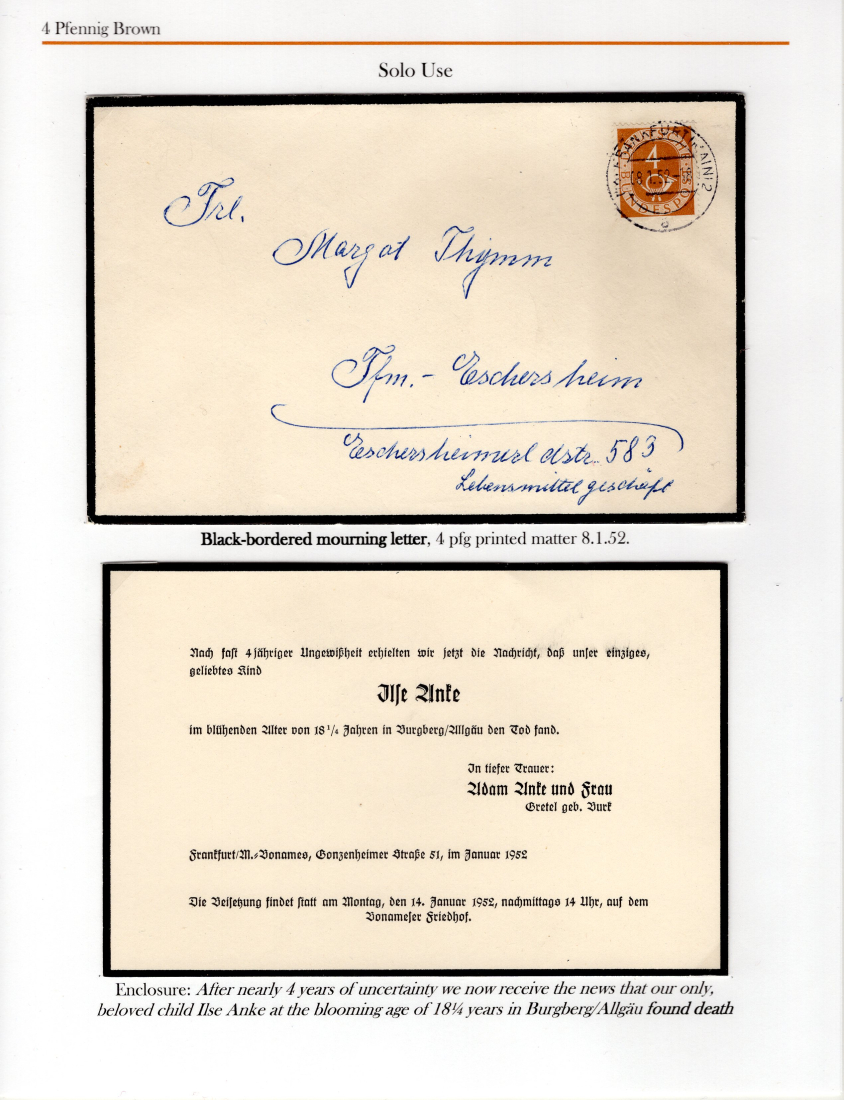 4 Pfennig Brown
Solo Use
4
BUNDESPOST
FRANKFURT (MAIN) 2
Frl.
Margot Thymm
Ffm.- Eschersheim
Eschersheimerldstr. 583
Lebensmittelgeschäft
Black-bordered mourning letter, 4 pfg printed matter 8.1.52.
Nach fast 4jähriger Ungewißheit erhielten wir jetzt die Nachricht, daß unser einziges,
geliebtes Kind
Ilse Anke
im blühenden Alter von 18 1/4 Jahren in Burgberg/Allgäu den Tod fand.
In tiefer Trauer:
Adam Anke und Frau
Gretel geb. Burk
Frankfurt/M.-Bonames, Gonzenheimer Straße 51, im Januar 1952
Die Beisetzung findet statt am Montag, den 14. Januar 1952, nachmittags 14 Uhr, auf dem
Bonameser Friedhof.
Enclosure: After nearly 4 years of uncertainty we now receive the news that our only,
beloved child Ilse Anke at the blooming age of 18¼ years in Burgberg/Allgäu found death